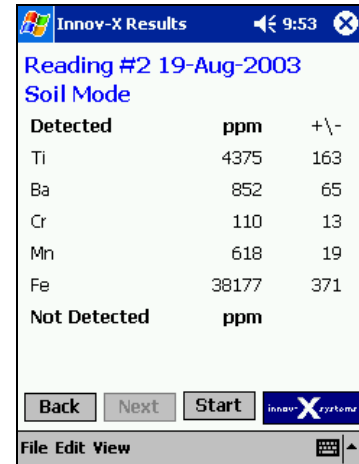 Innov-X Results 9:53
Reading #2 19-Aug-2003
Soil Mode
Detected ppm +\-
Ti 4375 163
Ba 852 65
Cr 110 13
Mn 618 19
Fe 38177 371
Not Detected ppm
Back Next Start innov-X systems
File Edit View